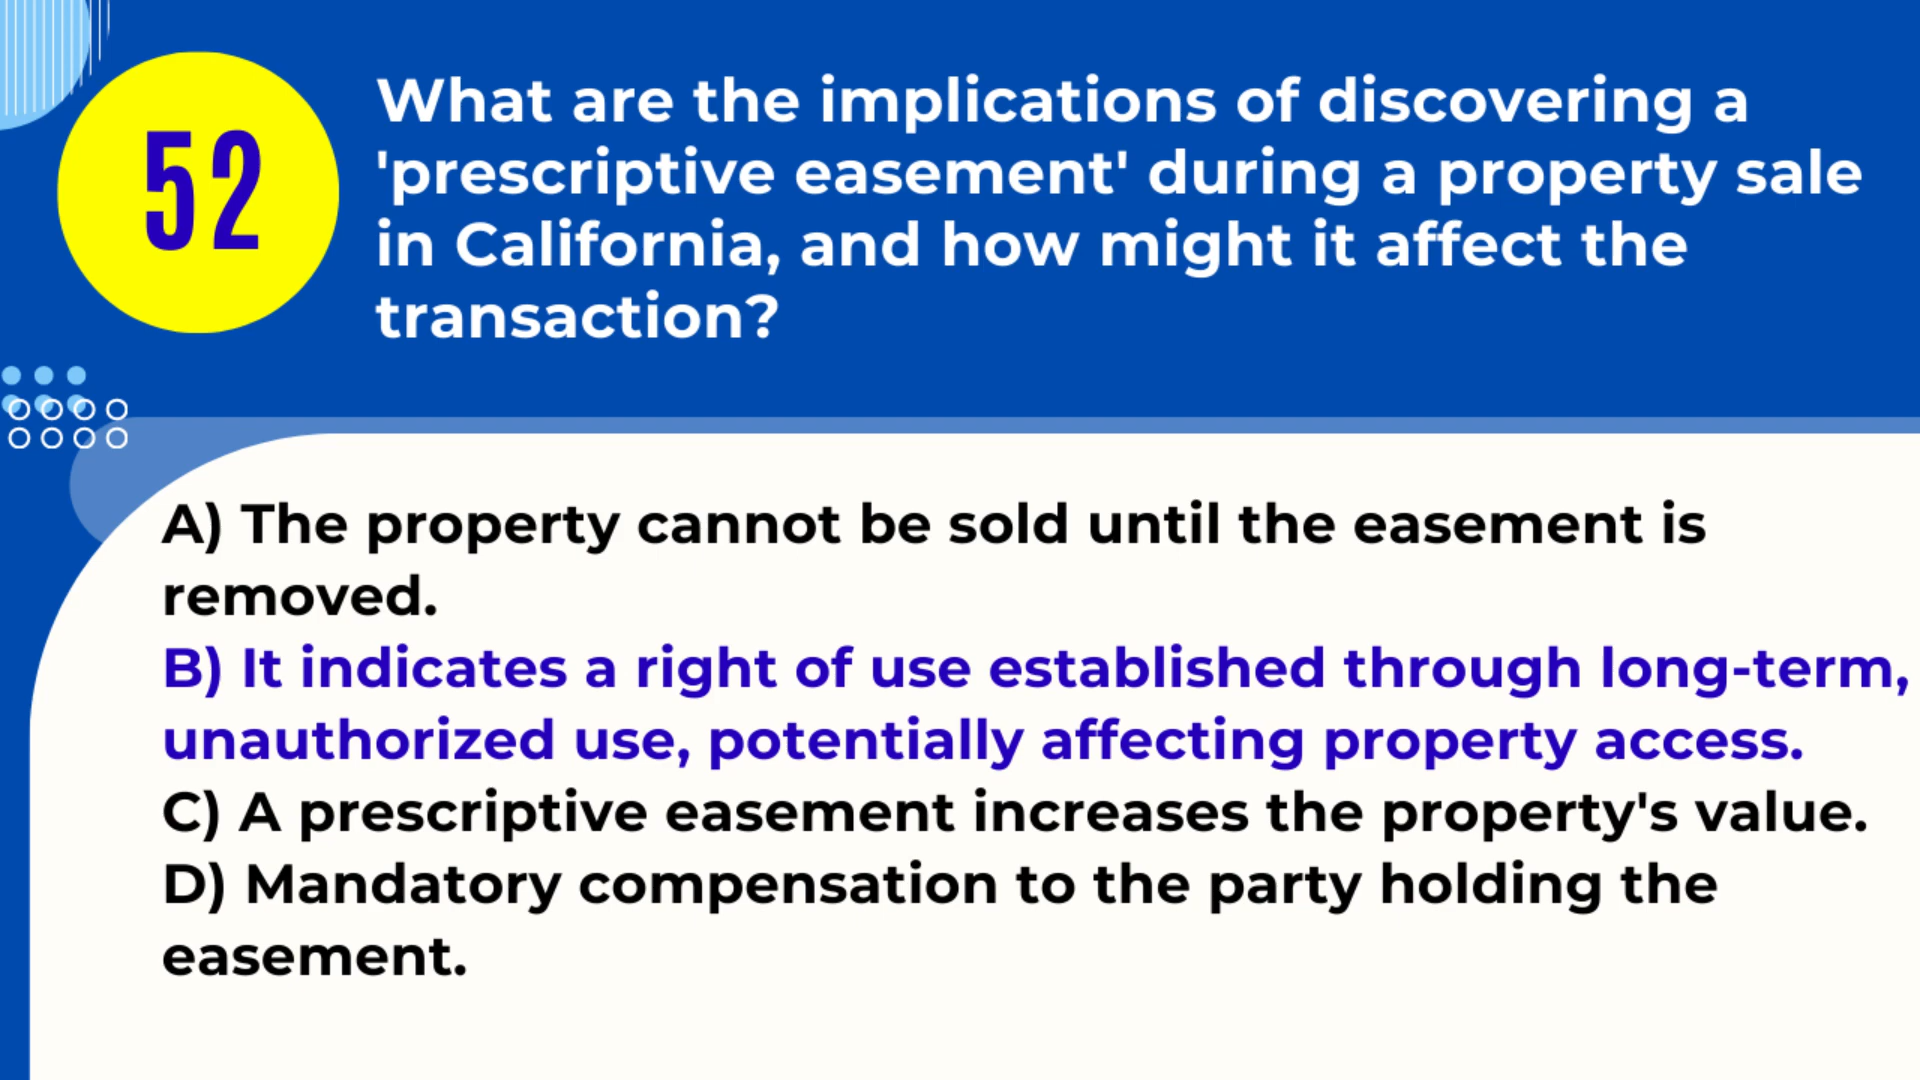 52
What are the implications of discovering a
'prescriptive easement' during a property sale
in California, and how might it affect the
transaction?
A) The property cannot be sold until the easement is
removed.
B) It indicates a right of use established through long-term,
unauthorized use, potentially affecting property access.
C) A prescriptive easement increases the property's value.
D) Mandatory compensation to the party holding the
easement.